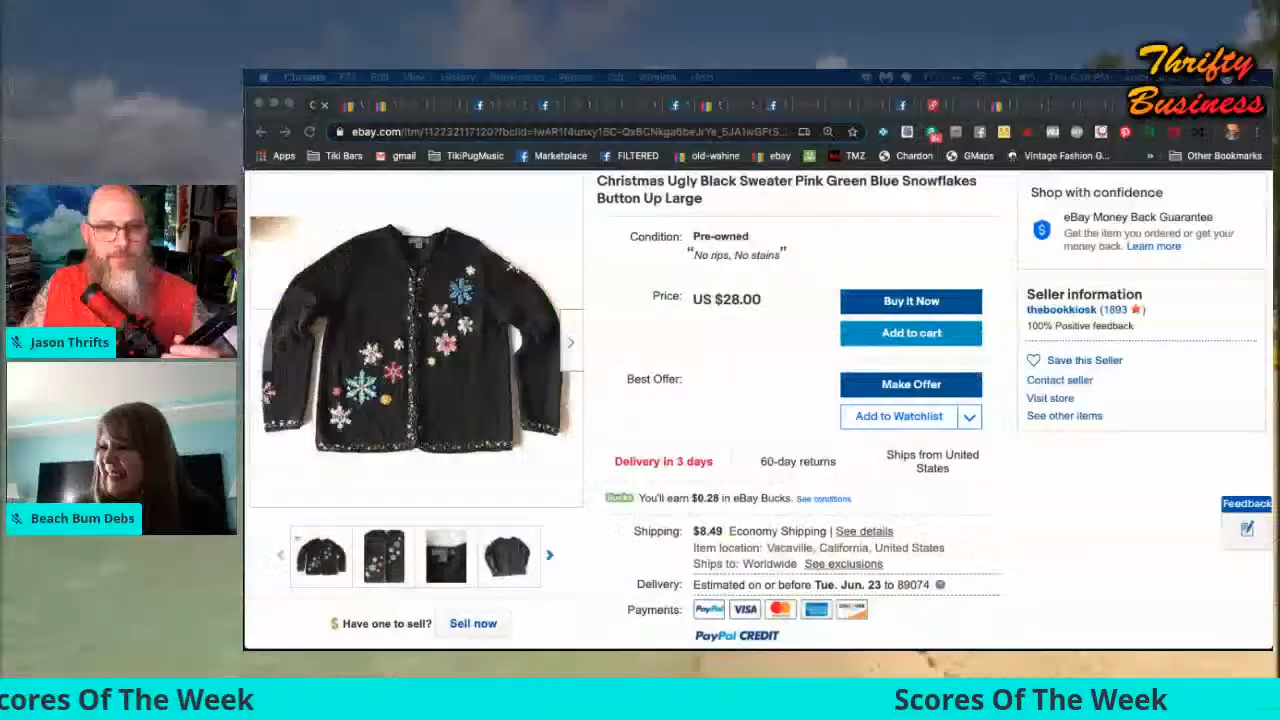 Thrifty
Business
ebay.com/itm/112232117120?fbclid=IwAR1f4unxy15C-QxBCNkga6beJrYe_5JA1wGFtS...
Apps
Tiki Bars
gmail
TikiPugMusic
Marketplace
FILTERED
old-wahine
ebay
TMZ
Chardon
GMaps
Vintage Fashion G...
»
Other Bookmarks
Christmas Ugly Black Sweater Pink Green Blue Snowflakes
Button Up Large
Condition: Pre-owned
"No rips, No stains"
Price: US $28.00
Buy It Now
Add to cart
Best Offer:
Make Offer
Add to Watchlist
Delivery in 3 days
60-day returns
Ships from United
States
Bucks You'll earn $0.28 in eBay Bucks. See conditions
Shipping: $8.49 Economy Shipping | See details
Item location: Vacaville, California, United States
Ships to: Worldwide See exclusions
Delivery: Estimated on or before Tue. Jun. 23 to 89074
Payments: PayPal VISA
DISCOVER
PayPal CREDIT
Shop with confidence
eBay Money Back Guarantee
Get the item you ordered or get your
money back. Learn more
Seller information
thebookkiosk (1893)
100% Positive feedback
Save this Seller
Contact seller
Visit store
See other items
Feedback
$ Have one to sell? Sell now
Jason Thrifts
Beach Bum Debs
cores Of The Week
Scores Of The Week